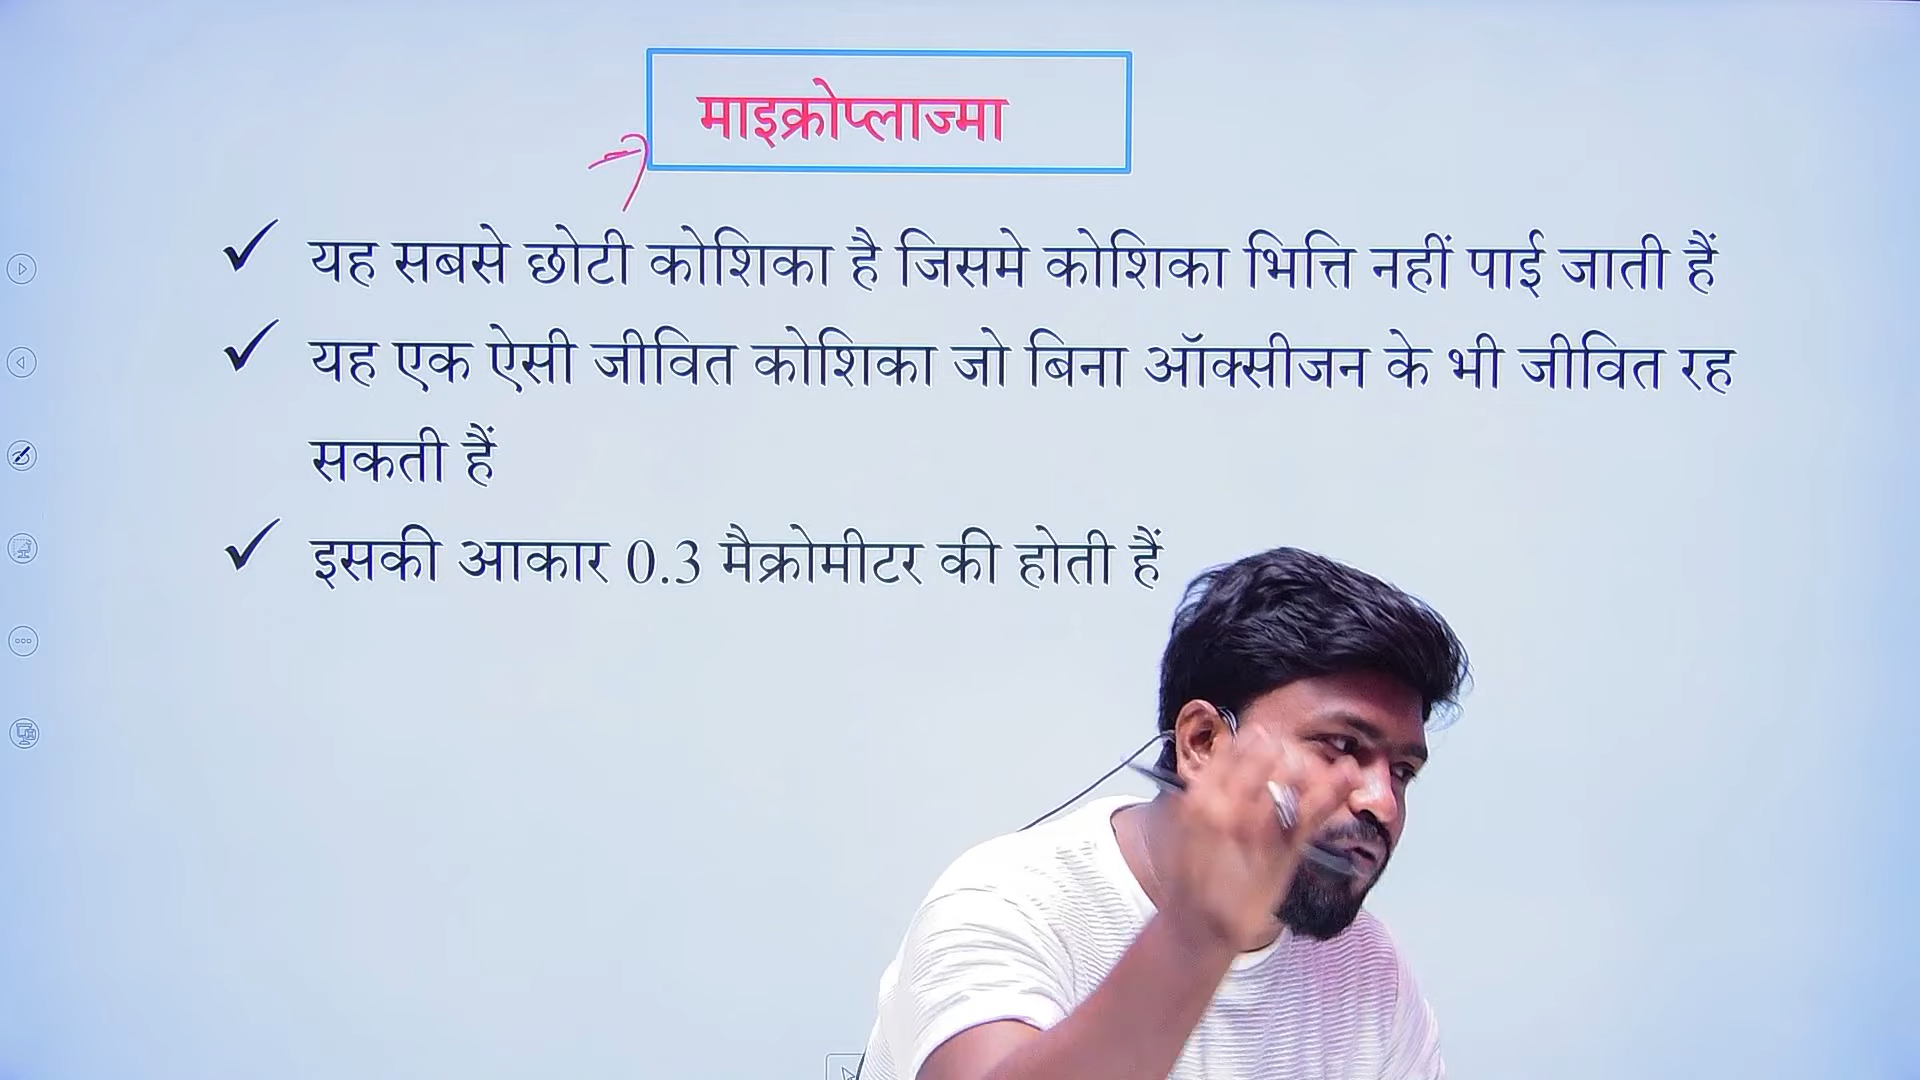 माइक्रोप्लाज्मा
यह सबसे छोटी कोशिका है जिसमे कोशिका भित्ति नहीं पाई जाती हैं
यह एक ऐसी जीवित कोशिका जो बिना ऑक्सीजन के भी जीवित रह
सकती हैं
इसकी आकार 0.3 मैक्रोमीटर की होती हैं